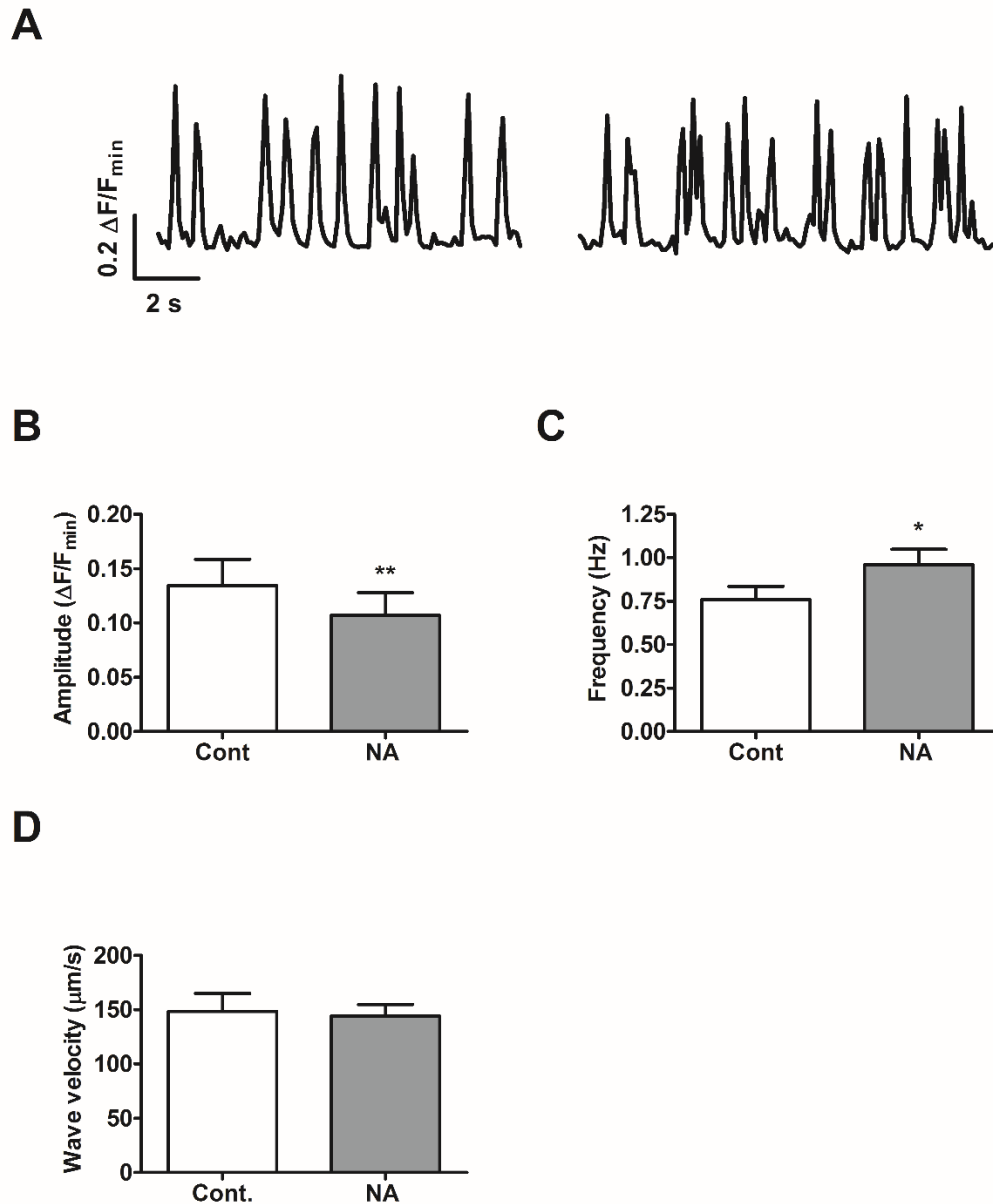 A
0.2 ΔF/Fmin
2 s
B
Amplitude (ΔF/Fmin)
0.20
0.15
0.10
0.05
0.00
**
Cont NA
C
Frequency (Hz)
1.25
1.00
0.75
0.50
0.25
0.00
*
Cont NA
D
Wave velocity (μm/s)
200
150
100
50
0
Cont. NA